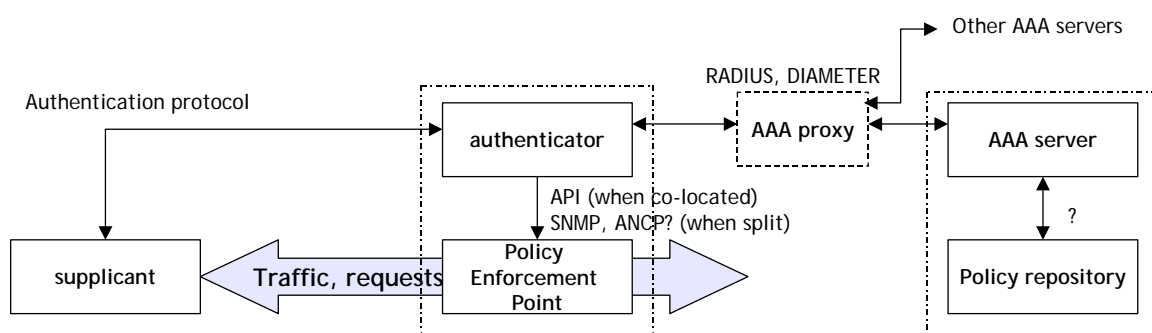 Other AAA servers
RADIUS, DIAMETER
Authentication protocol
authenticator
AAA proxy
AAA server
API (when co-located)
SNMP, ANCP? (when split)
?
supplicant
Traffic, requests
Policy
Enforcement
Point
Policy repository